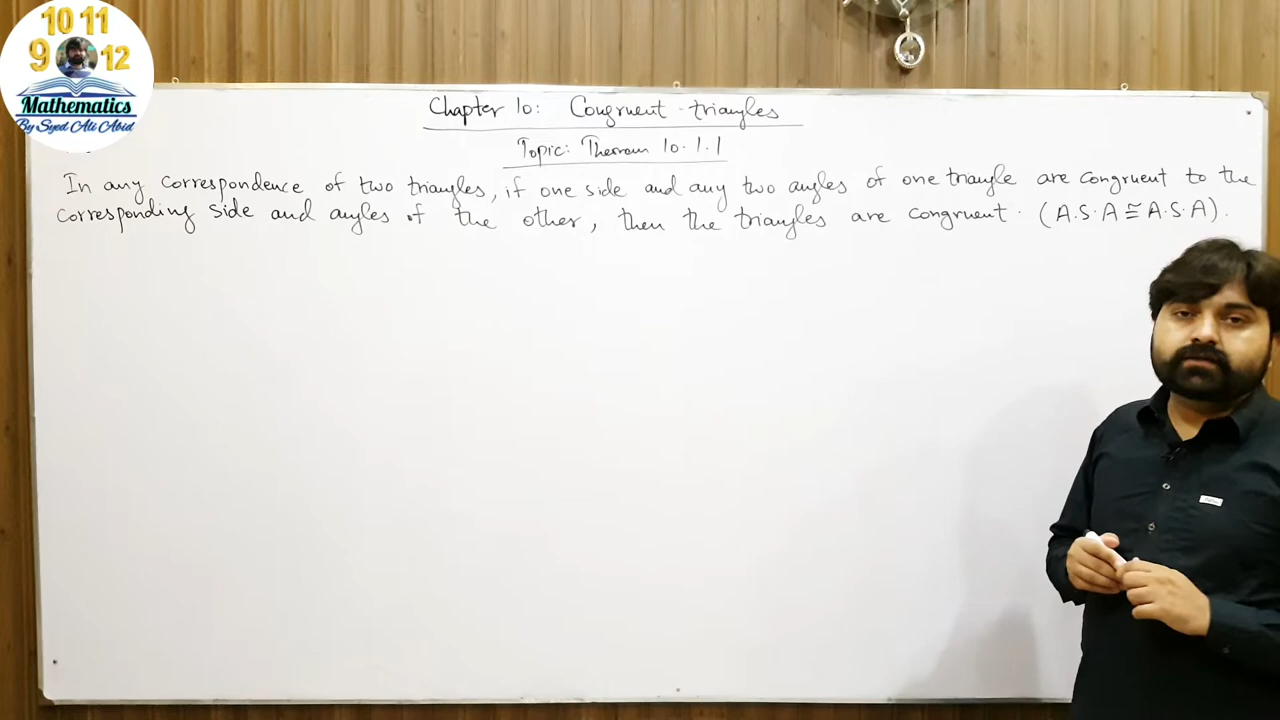 10 11
9 12
Mathematics
By Syed Ali Abid
Chapter 10: Congruent triangles
Topic: Theorem 10.1.1
In any correspondence of two triangles, if one side and any two angles of one triangle are congruent to the
corresponding side and angles of the other, then the triangles are congruent. (A.S.A ≅ A.S.A).